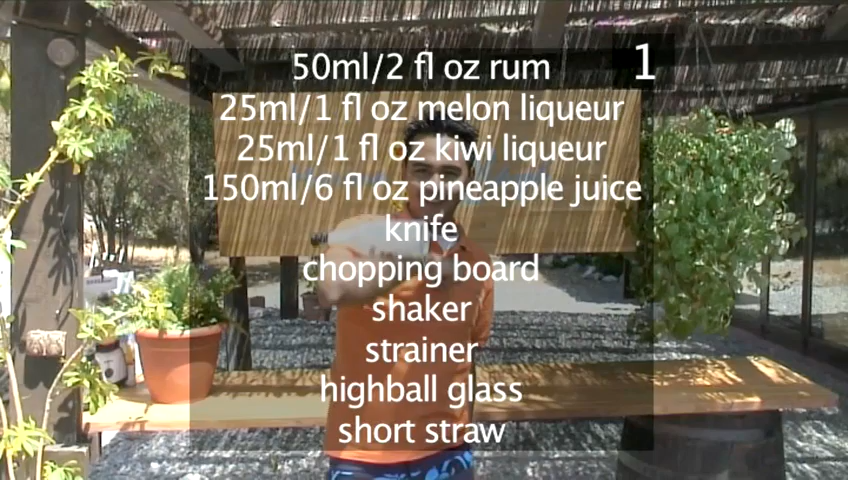 50ml/2 fl oz rum
1
25ml/1 fl oz melon liqueur
25ml/1 fl oz kiwi liqueur
150ml/6 fl oz pineapple juice
knife
chopping board
shaker
strainer
highball glass
short straw